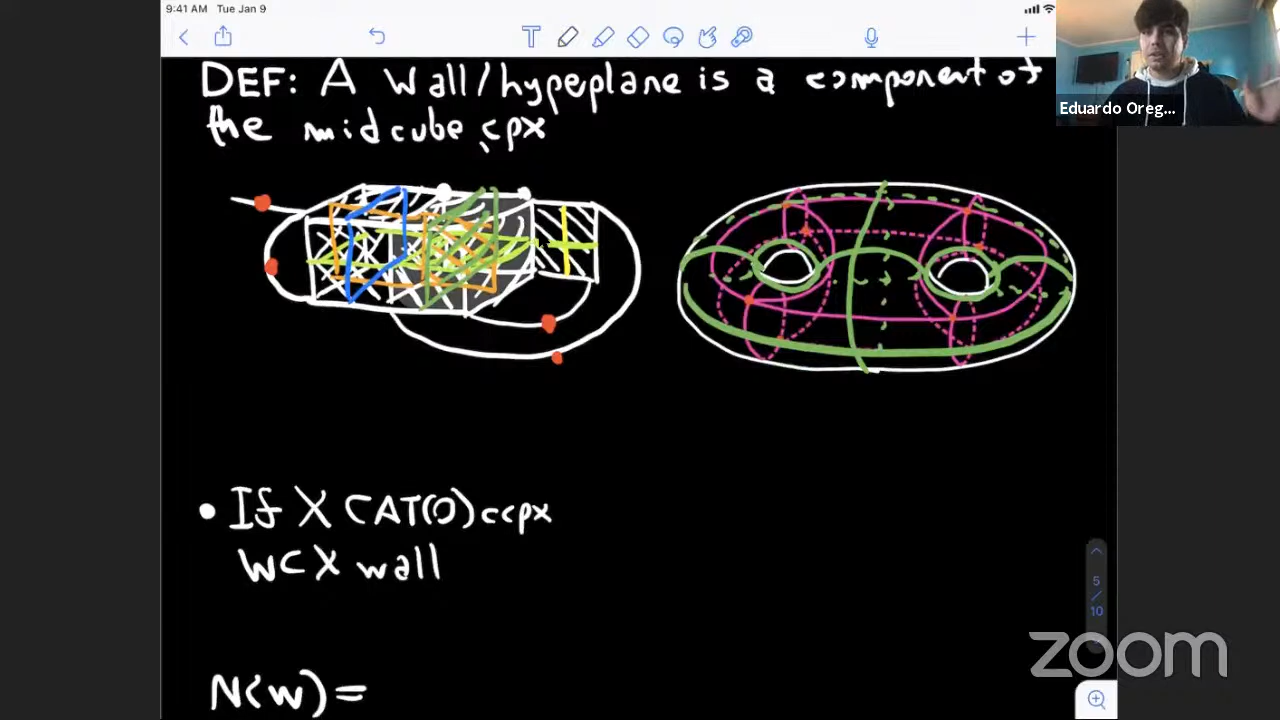 9:41 AM Tue Jan 9
DEF: A wall/hypeplane is a component of
the midcube cpx
Eduardo Oreg...
• If X CAT(0) ccpx
W⊂X wall
5
/
10
zoom
N(W)=